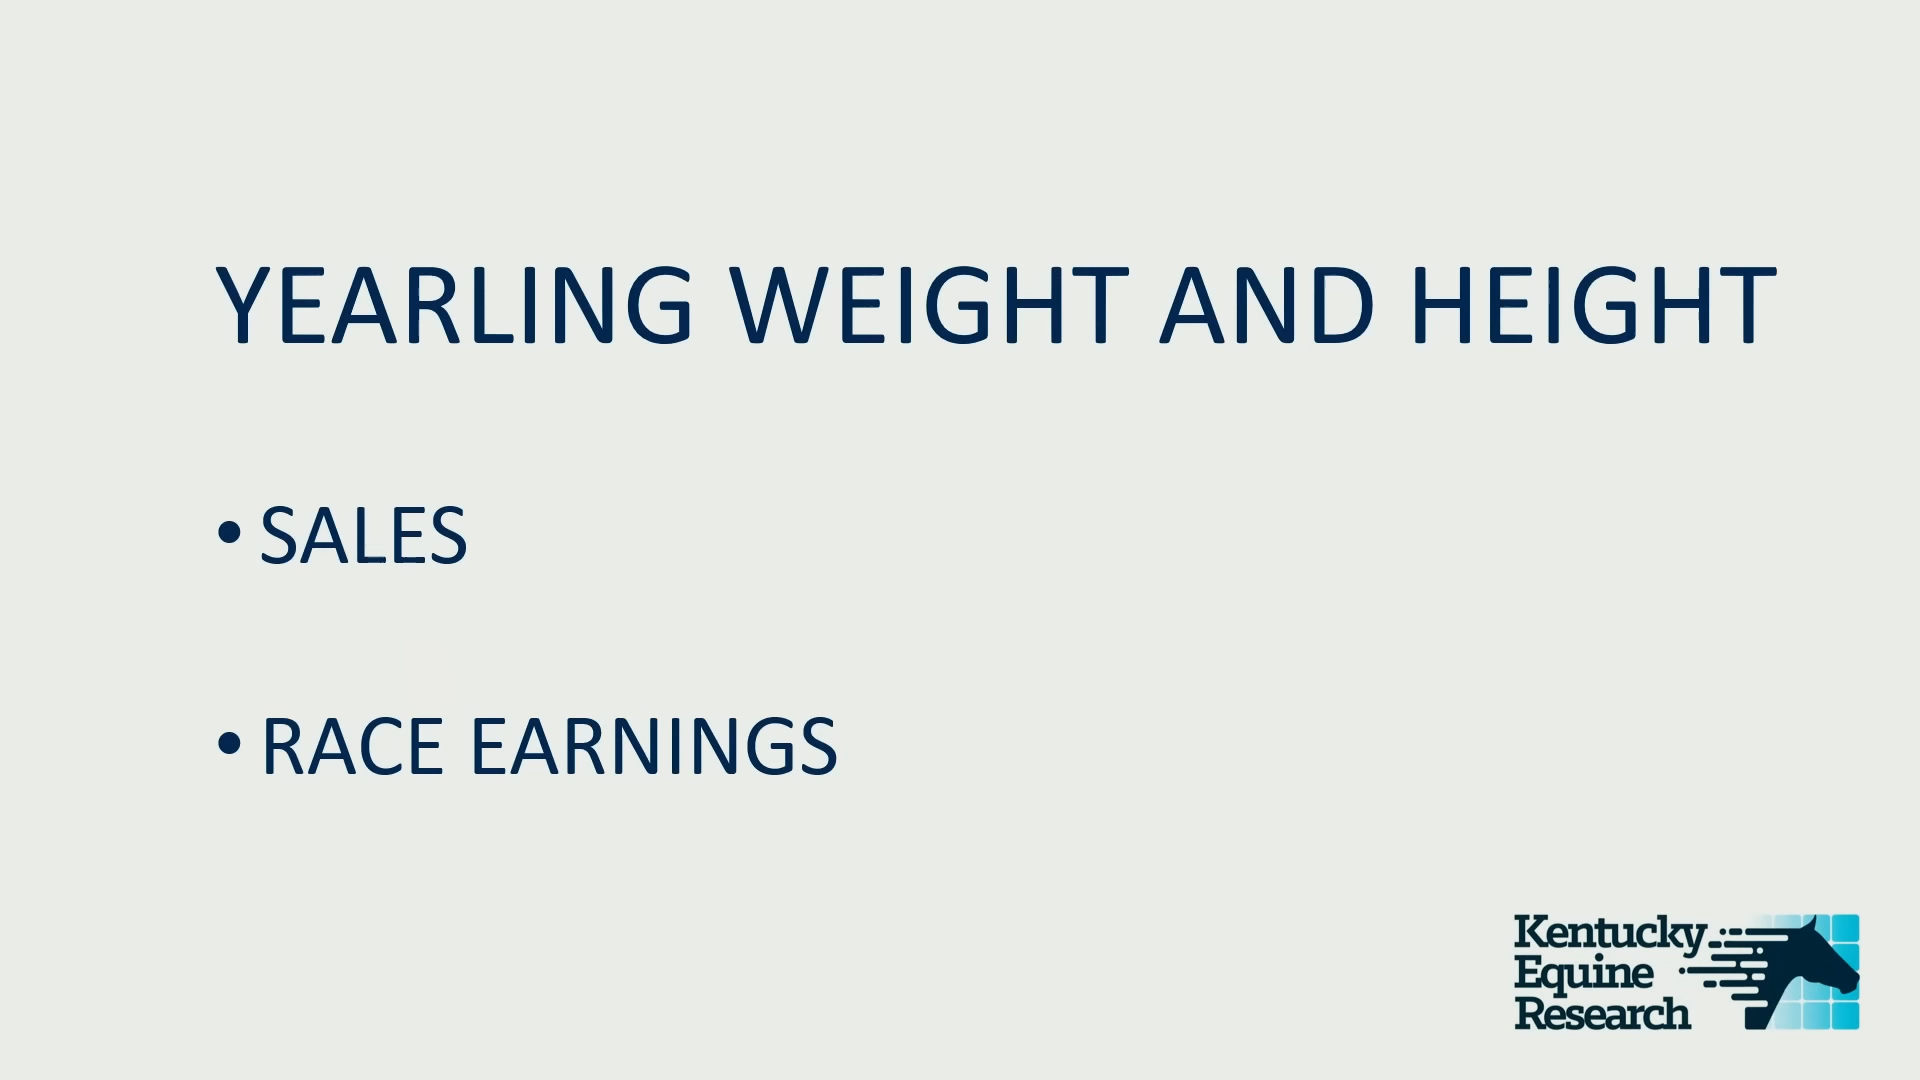 YEARLING WEIGHT AND HEIGHT
• SALES
• RACE EARNINGS
Kentucky
Equine
Research